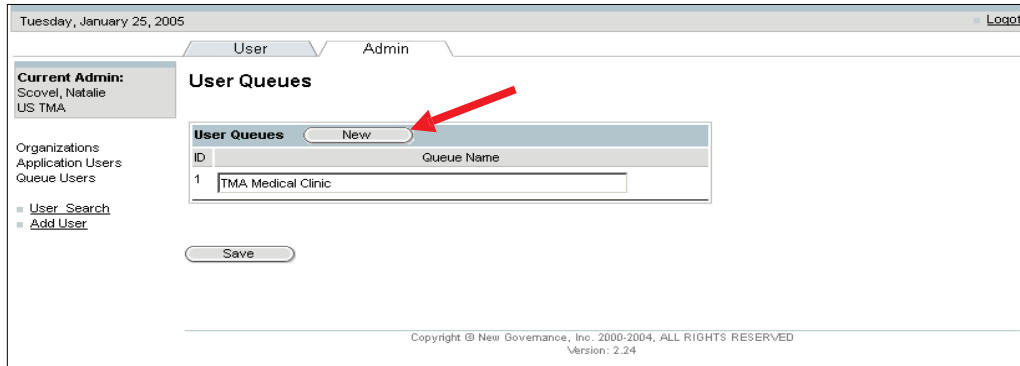 Tuesday, January 25, 2005
User
Admin
Current Admin:
Scovel, Natalie
US TMA
Organizations
Application Users
Queue Users
User Search
Add User
User Queues
User Queues New
ID Queue Name
1 TMA Medical Clinic
Save
Copyright © New Governance, Inc. 2000-2004, ALL RIGHTS RESERVED
Version: 2.24